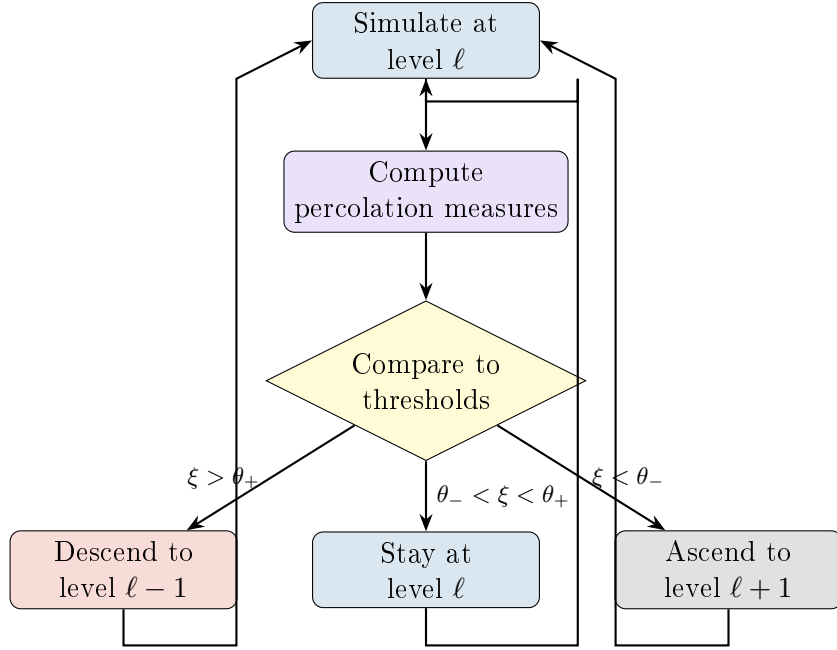 Simulate at
level ℓ
Compute
percolation measures
Compare to
thresholds
ξ > θ₊
θ₋ < ξ < θ₊
ξ < θ₋
Descend to
level ℓ − 1
Stay at
level ℓ
Ascend to
level ℓ + 1